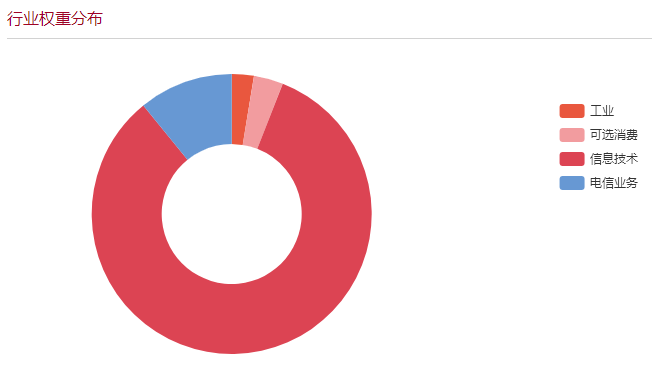 行业权重分布
工业
可选消费
信息技术
电信业务